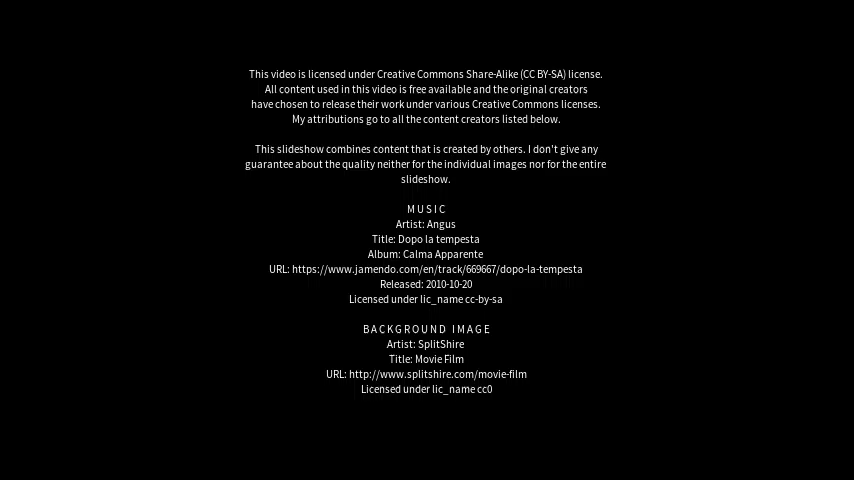 This video is licensed under Creative Commons Share-Alike (CC BY-SA) license.
All content used in this video is free available and the original creators
have chosen to release their work under various Creative Commons licenses.
My attributions go to all the content creators listed below.
This slideshow combines content that is created by others. I don't give any
guarantee about the quality neither for the individual images nor for the entire
slideshow.
MUSIC
Artist: Angus
Title: Dopo la tempesta
Album: Calma Apparente
URL: https://www.jamendo.com/en/track/669667/dopo-la-tempesta
Released: 2010-10-20
Licensed under lic_name cc-by-sa
BACKGROUND IMAGE
Artist: SplitShire
Title: Movie Film
URL: http://www.splitshire.com/movie-film
Licensed under lic_name cc0